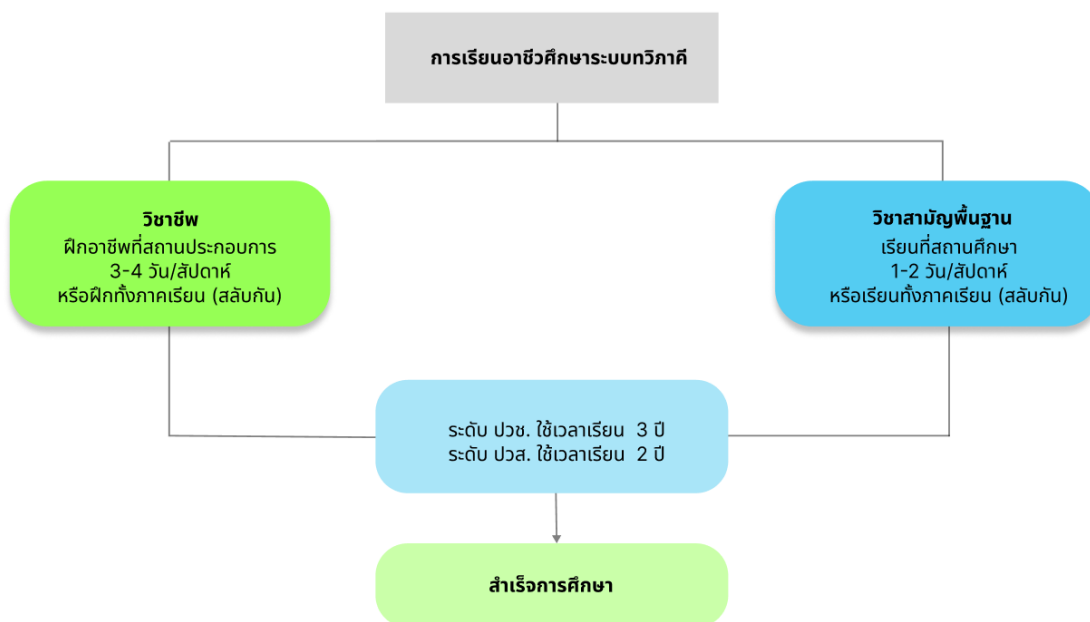 การเรียนอาชีวศึกษาระบบทวิภาคี
วิชาชีพ
ฝึกอาชีพที่สถานประกอบการ
3-4 วัน/สัปดาห์
หรือฝึกทั้งภาคเรียน (สลับกัน)
วิชาสามัญพื้นฐาน
เรียนที่สถานศึกษา
1-2 วัน/สัปดาห์
หรือเรียนทั้งภาคเรียน (สลับกัน)
ระดับ ปวช. ใช้เวลาเรียน 3 ปี
ระดับ ปวส. ใช้เวลาเรียน 2 ปี
สำเร็จการศึกษา